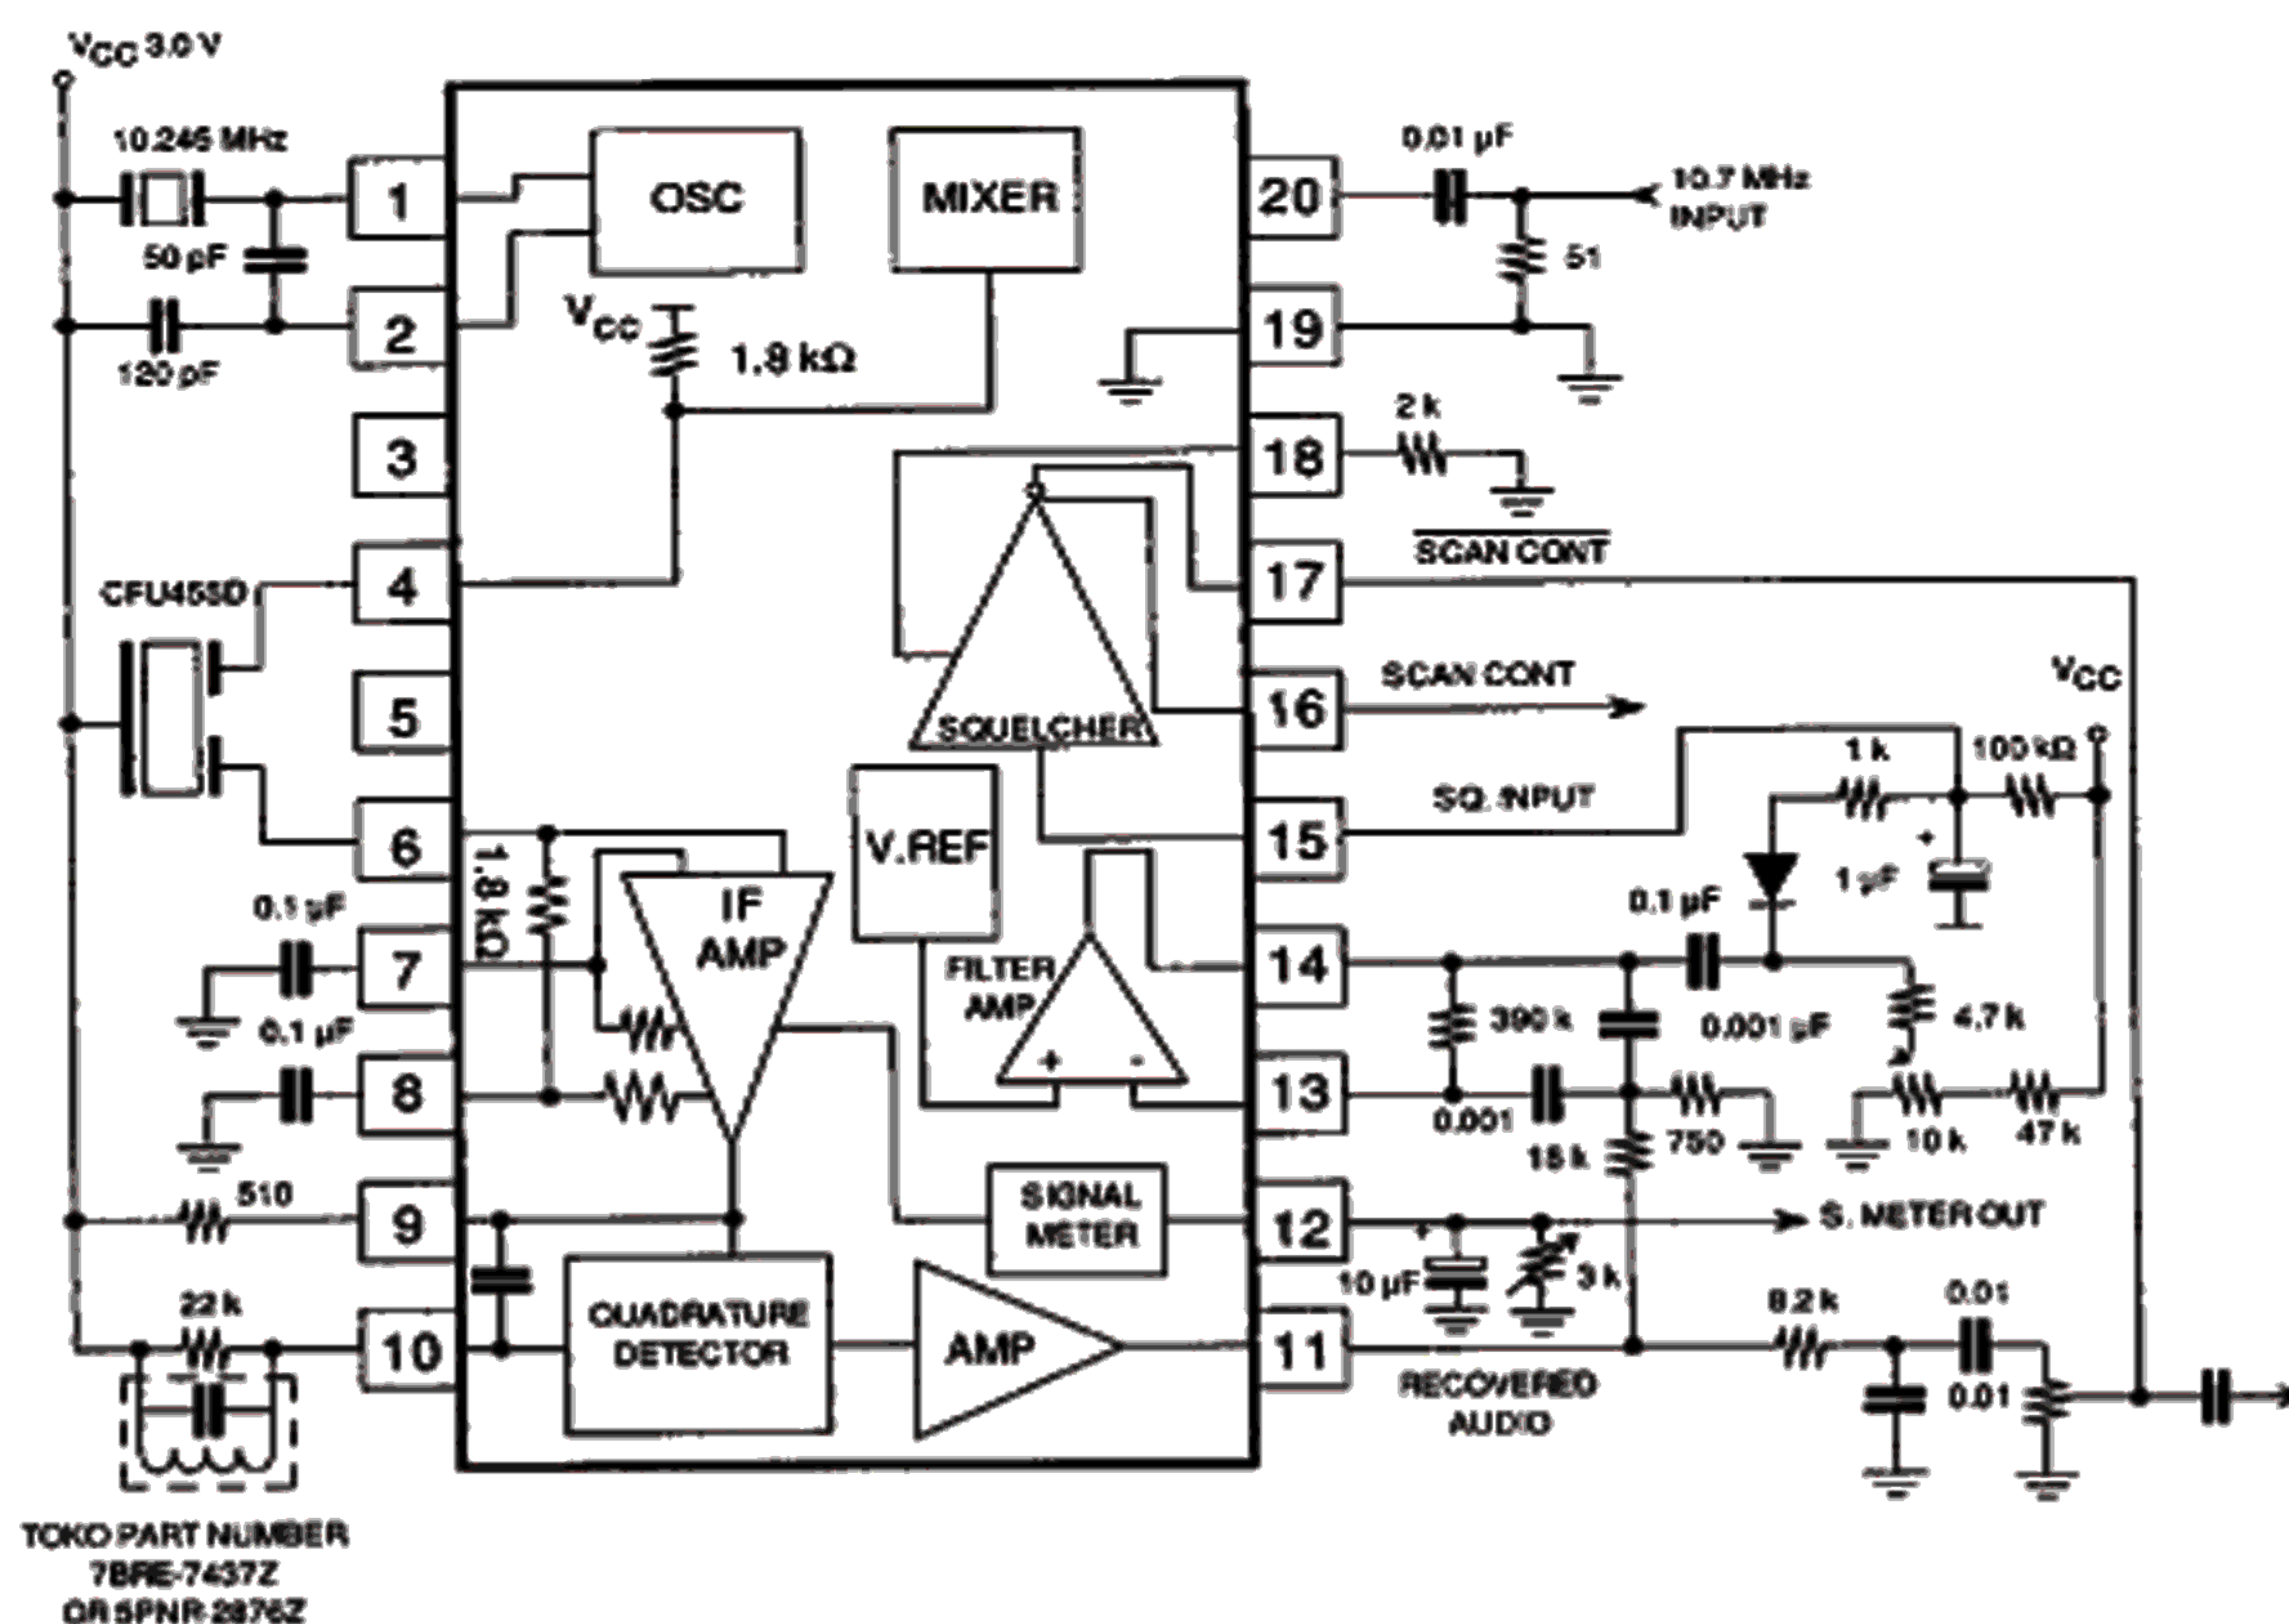 VCC 3.0 V
10.245 MHz
50 pF
120 pF
1
2
3
4
5
6
7
8
9
10
0.1 µF
0.1 µF
510
22 k
TOKO PART NUMBER
7BRE-7437Z
OR 5PNR-2876Z
OSC
MIXER
VCC
1.8 kΩ
SQUELCHER
V.REF
1.8 kΩ
IF
AMP
FILTER
AMP
+
-
SIGNAL
METER
QUADRATURE
DETECTOR
AMP
20
19
18
17
16
15
14
13
12
11
0.01 µF
10.7 MHz
INPUT
51
2 k
SCAN CONT
SCAN CONT
VCC
SQ. INPUT
1 k
100 kΩ
+
1 µF
0.1 µF
390 k
0.001 µF
4.7 k
0.001
15 k
750
10 k
47 k
S. METER OUT
+
10 µF
3 k
RECOVERED
AUDIO
8.2 k
0.01
0.01